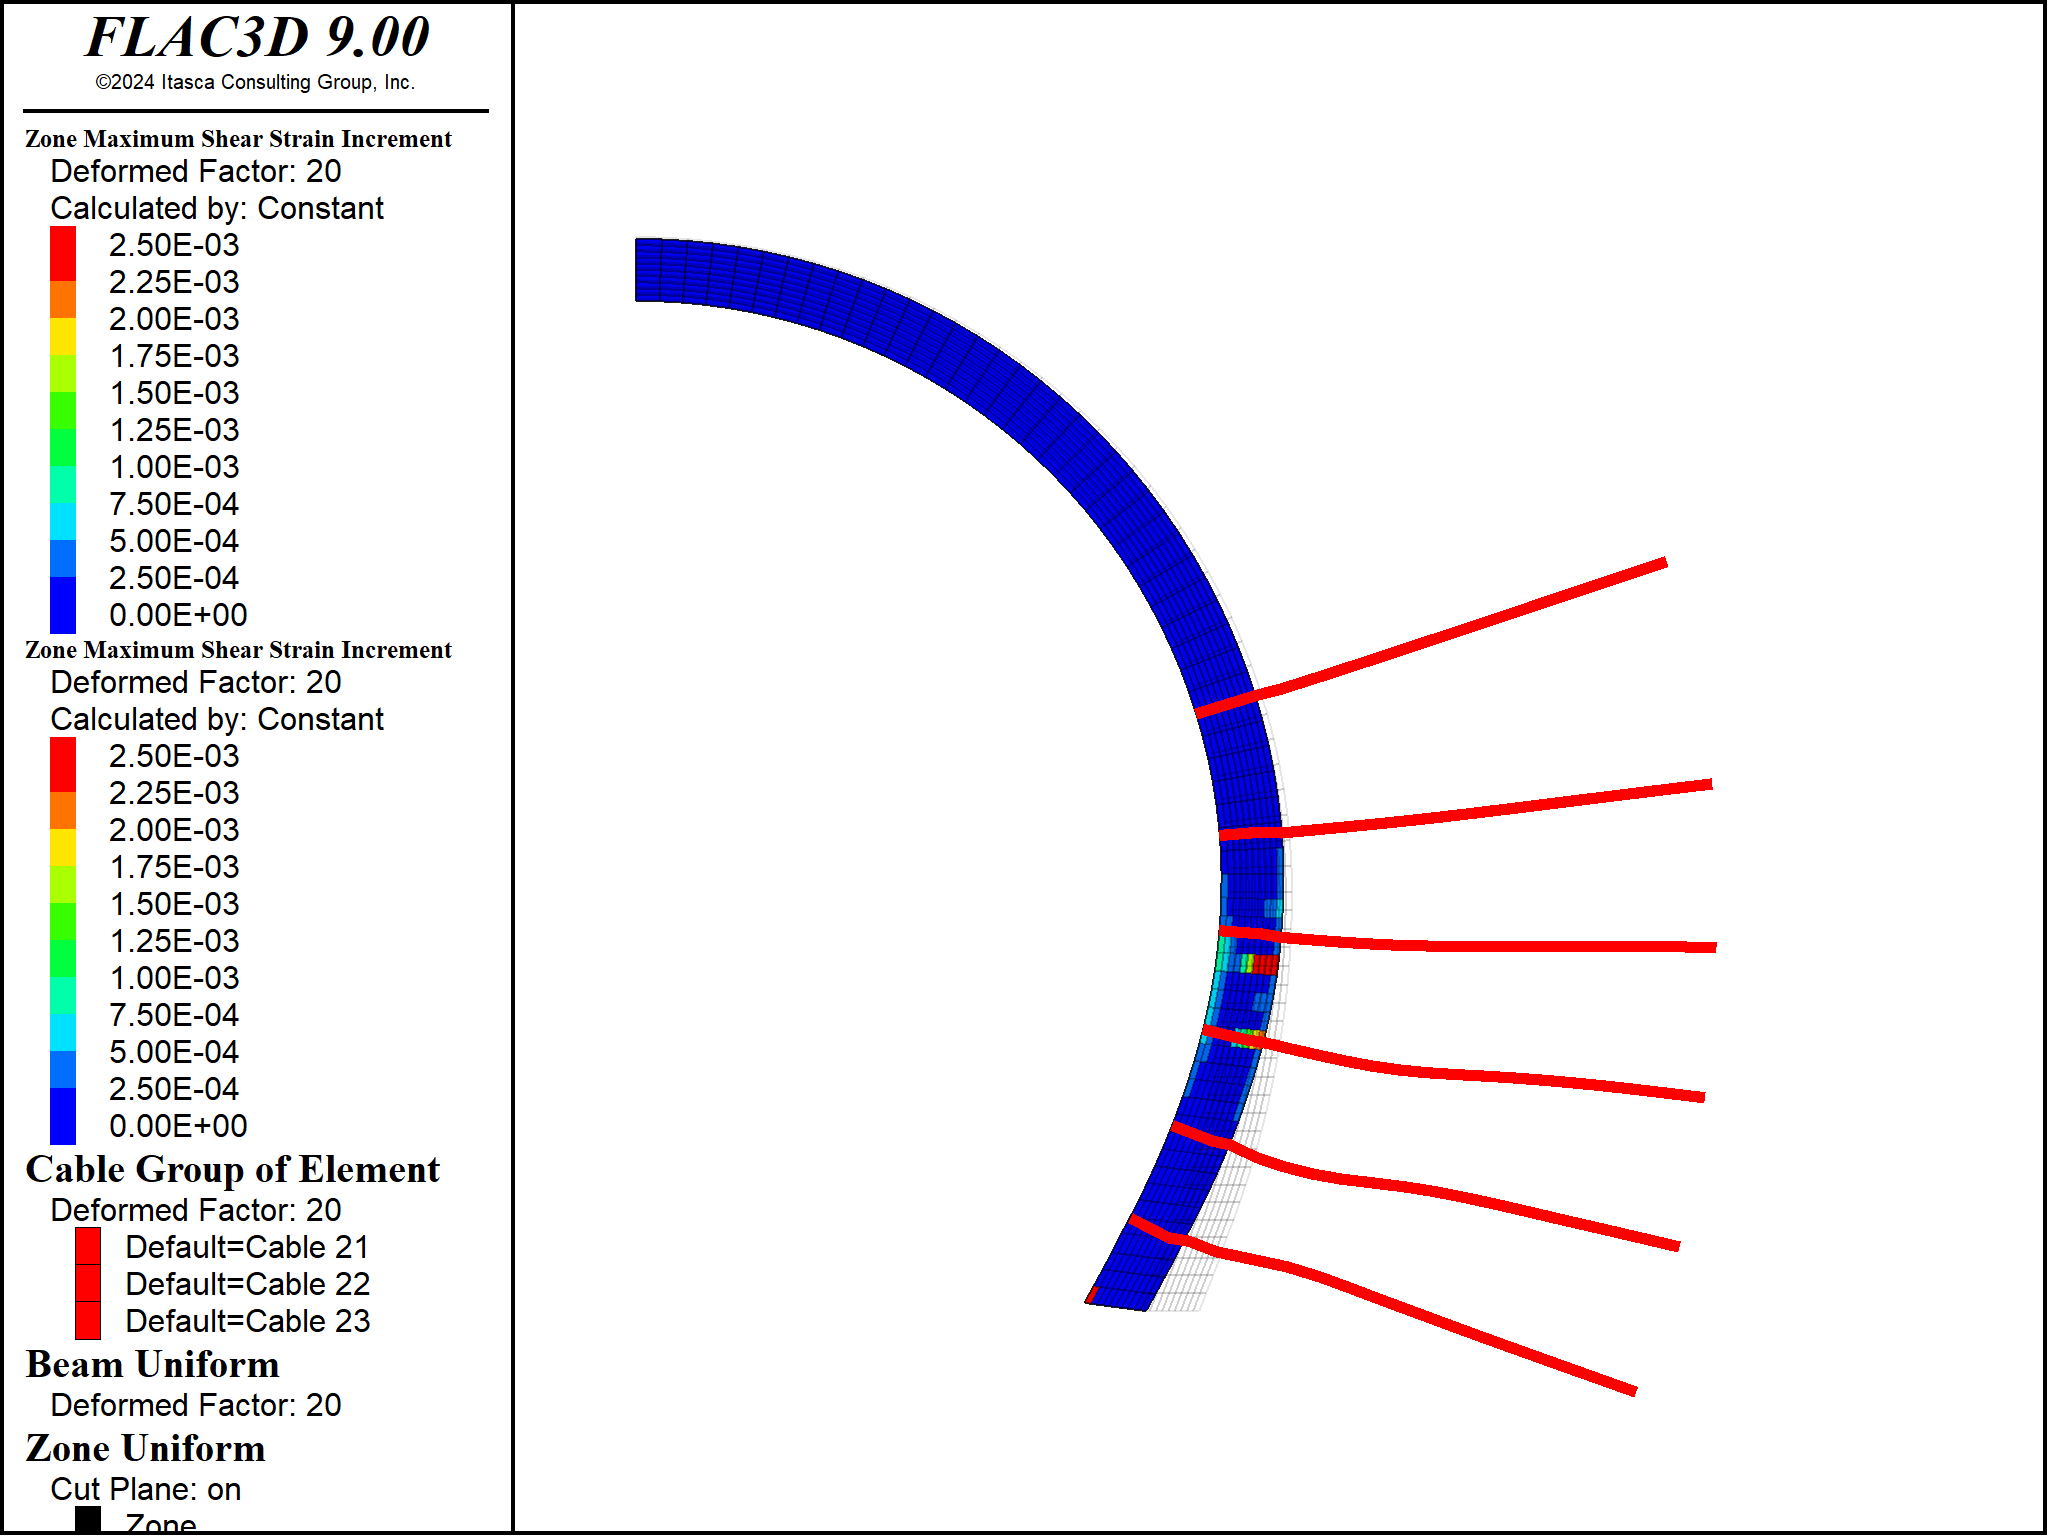 FLAC3D 9.00
©2024 Itasca Consulting Group, Inc.
Zone Maximum Shear Strain Increment
Deformed Factor: 20
Calculated by: Constant
2.50E-03
2.25E-03
2.00E-03
1.75E-03
1.50E-03
1.25E-03
1.00E-03
7.50E-04
5.00E-04
2.50E-04
0.00E+00
Zone Maximum Shear Strain Increment
Deformed Factor: 20
Calculated by: Constant
2.50E-03
2.25E-03
2.00E-03
1.75E-03
1.50E-03
1.25E-03
1.00E-03
7.50E-04
5.00E-04
2.50E-04
0.00E+00
Cable Group of Element
Deformed Factor: 20
Default=Cable 21
Default=Cable 22
Default=Cable 23
Beam Uniform
Deformed Factor: 20
Zone Uniform
Cut Plane: on
Zone